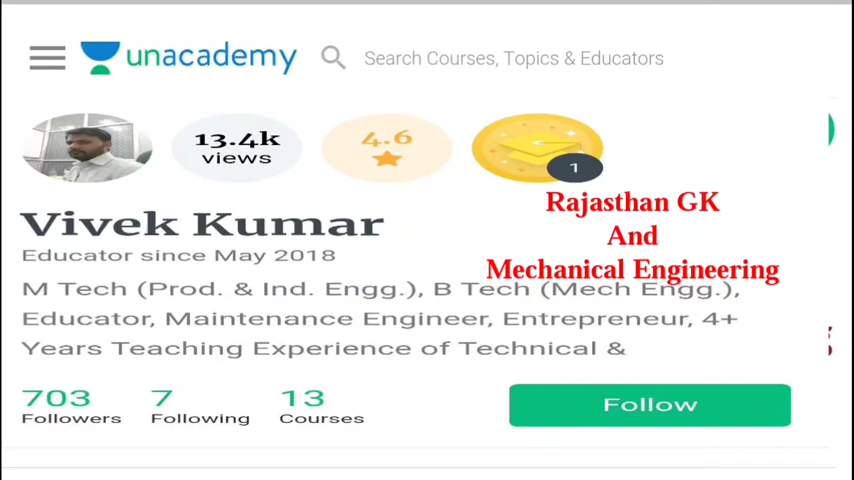 unacademy
Search Courses, Topics & Educators
13.4k
views
4.6
1
Vivek Kumar
Educator since May 2018
Rajasthan GK
And
Mechanical Engineering
M Tech (Prod. & Ind. Engg.), B Tech (Mech Engg.),
Educator, Maintenance Engineer, Entrepreneur, 4+
Years Teaching Experience of Technical &
703
Followers
7
Following
13
Courses
Follow